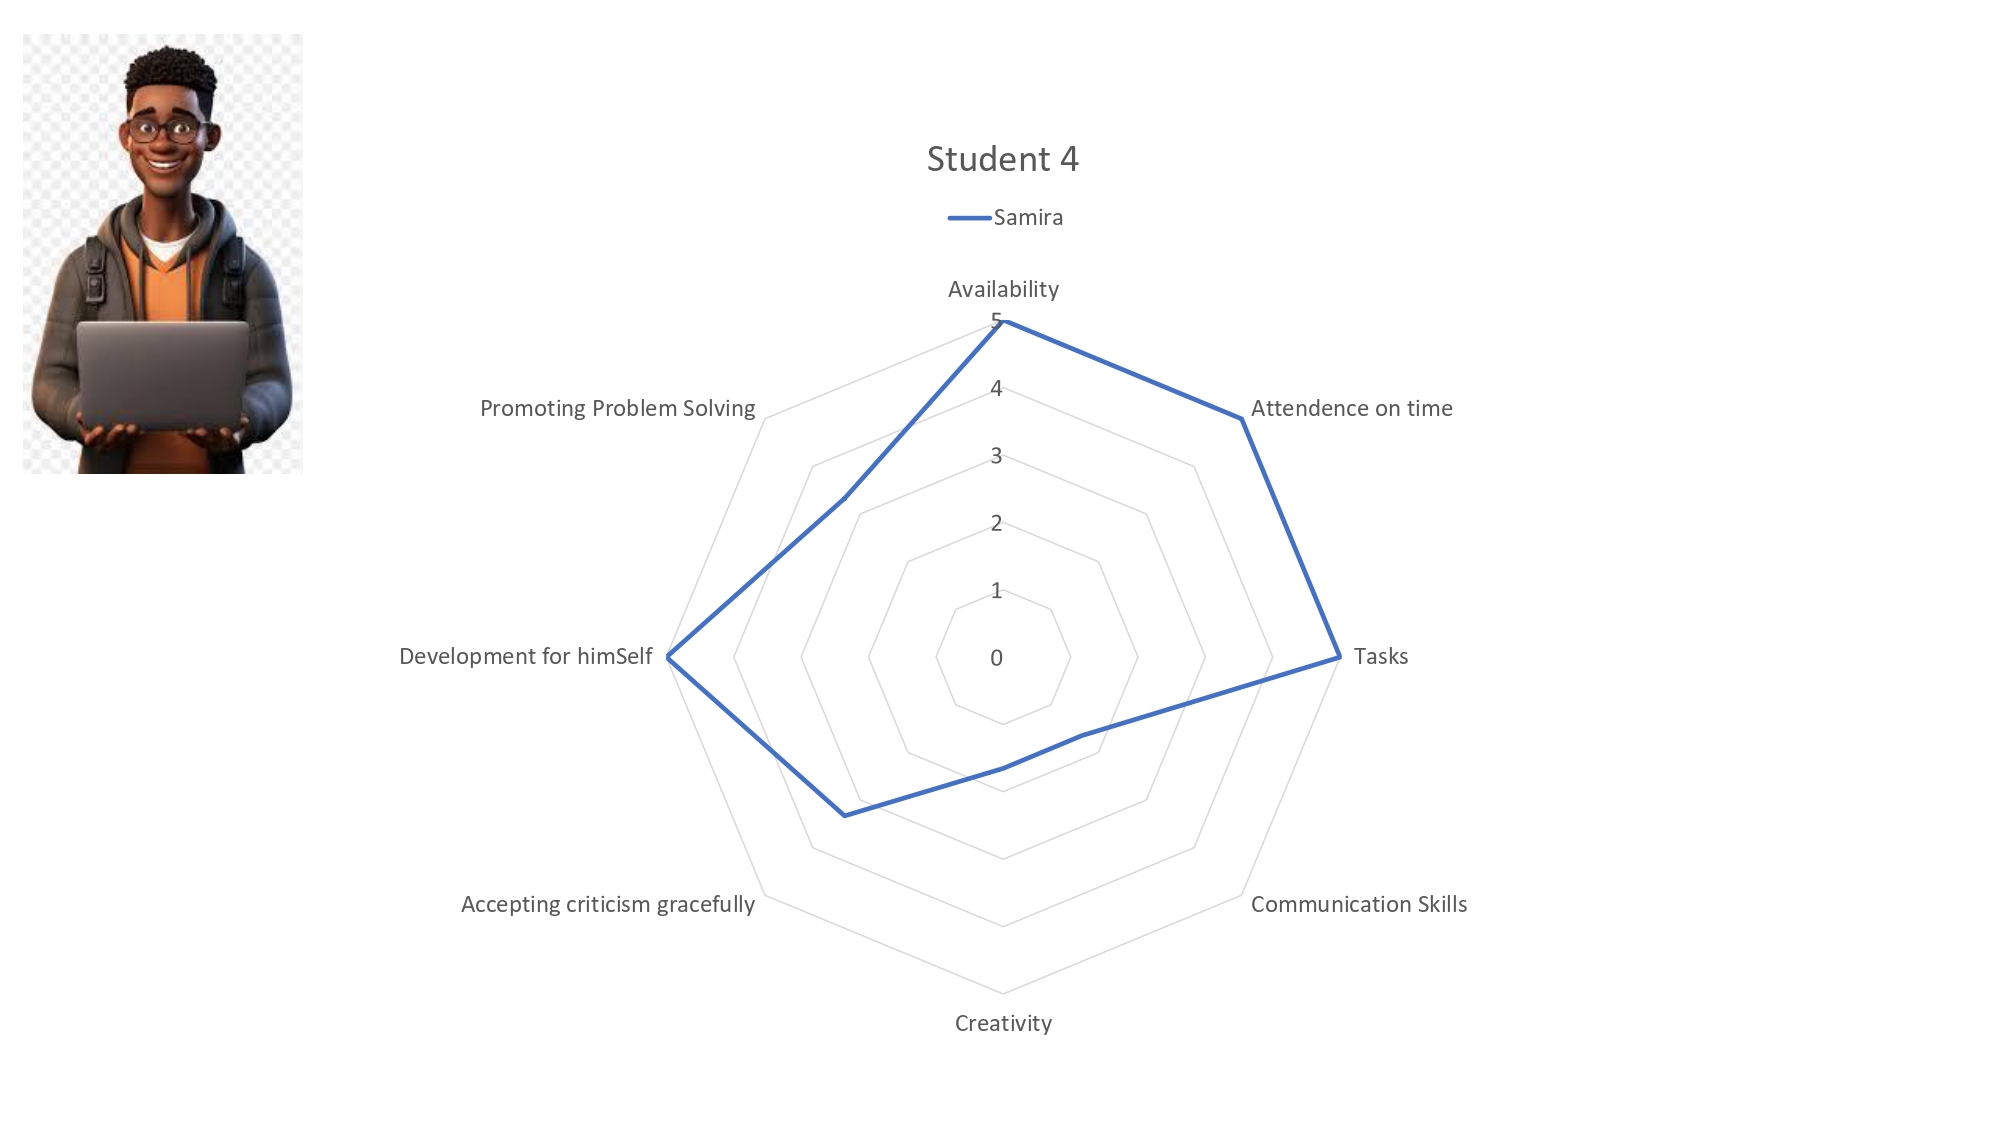 Student 4
Samira
Availability
5
Promoting Problem Solving
Attendence on time
4
3
2
1
Development for himSelf
0
Tasks
Accepting criticism gracefully
Communication Skills
Creativity